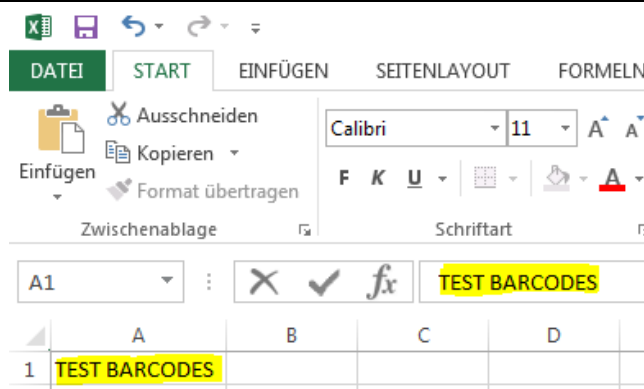 DATEI START EINFÜGEN SEITENLAYOUT FORMELN
Ausschneiden
Kopieren
Format übertragen
Einfügen
Calibri 11 A A
F K U A
Zwischenablage Schriftart
A1 fx TEST BARCODES
A B C D
1 TEST BARCODES